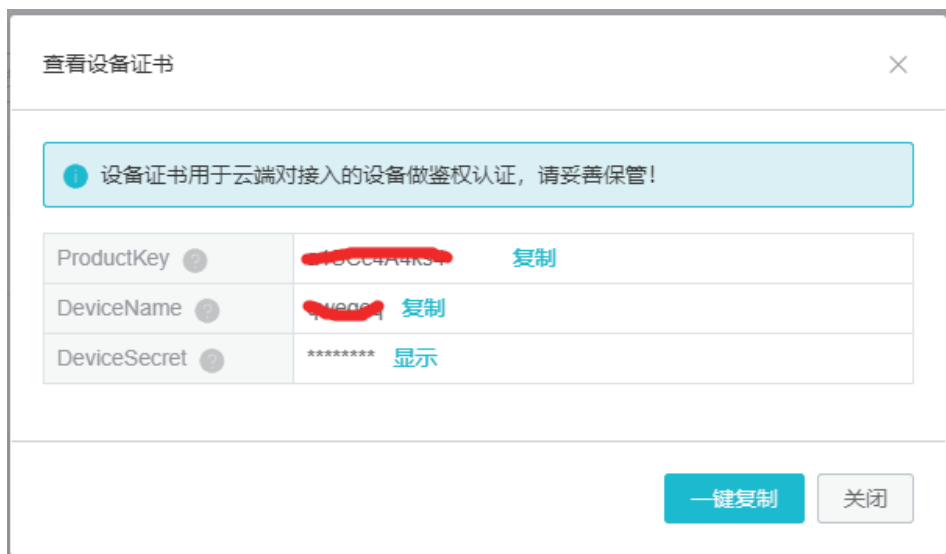 查看设备证书
设备证书用于云端对接入的设备做鉴权认证，请妥善保管！
ProductKey 复制
DeviceName 复制
DeviceSecret ******** 显示
一键复制 关闭